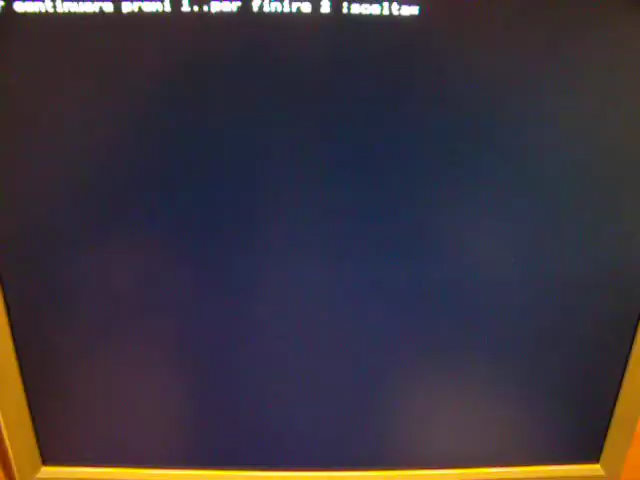 r continuare premi 1..per finire 2 :scelta=